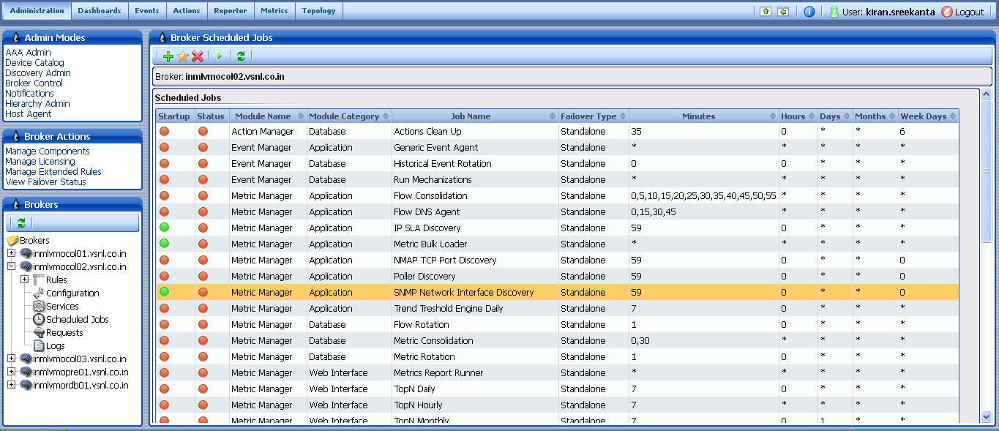 Administration Dashboards Events Actions Reporter Metrics Topology User: kiran.sreekanta Logout
Admin Modes
AAA Admin
Device Catalog
Discovery Admin
Broker Control
Notifications
Hierarchy Admin
Host Agent
Broker Actions
Manage Components
Manage Licensing
Manage Extended Rules
View Failover Status
Brokers
Brokers
inmlvmocol01.vsnl.co.in
inmlvmocol02.vsnl.co.in
Rules
Configuration
Services
Scheduled Jobs
Requests
Logs
inmlvmocol03.vsnl.co.in
inmlvmopre01.vsnl.co.in
inmlvmordb01.vsnl.co.in
Broker Scheduled Jobs
Broker: inmlvmocol02.vsnl.co.in
Scheduled Jobs
Startup Status Module Name Module Category Job Name Failover Type Minutes Hours Days Months Week Days
Action Manager Database Actions Clean Up Standalone 35 0 * * 6
Event Manager Application Generic Event Agent Standalone * * * * *
Event Manager Database Historical Event Rotation Standalone 0 0 * * *
Event Manager Database Run Mechanizations Standalone * * * * *
Metric Manager Application Flow Consolidation Standalone 0,5,10,15,20,25,30,35,40,45,50,55 * * * *
Metric Manager Application Flow DNS Agent Standalone 0,15,30,45 * * * *
Metric Manager Application IP SLA Discovery Standalone 59 0 * * 0
Metric Manager Application Metric Bulk Loader Standalone * * * * *
Metric Manager Application NMAP TCP Port Discovery Standalone 59 0 * * 0
Metric Manager Application Poller Discovery Standalone 59 0 * * 0
Metric Manager Application SNMP Network Interface Discovery Standalone 59 0 * * 0
Metric Manager Application Trend Treshold Engine Daily Standalone 7 0 * * *
Metric Manager Database Flow Rotation Standalone 1 0 * * *
Metric Manager Database Metric Consolidation Standalone 0,30 * * * *
Metric Manager Database Metric Rotation Standalone 1 0 * * *
Metric Manager Web Interface Metrics Report Runner Standalone * * * * *
Metric Manager Web Interface TopN Daily Standalone 7 0 * * *
Metric Manager Web Interface TopN Hourly Standalone 7 * * * *
Metric Manager Web Interface TopN Monthly Standalone 7 0 1 * *